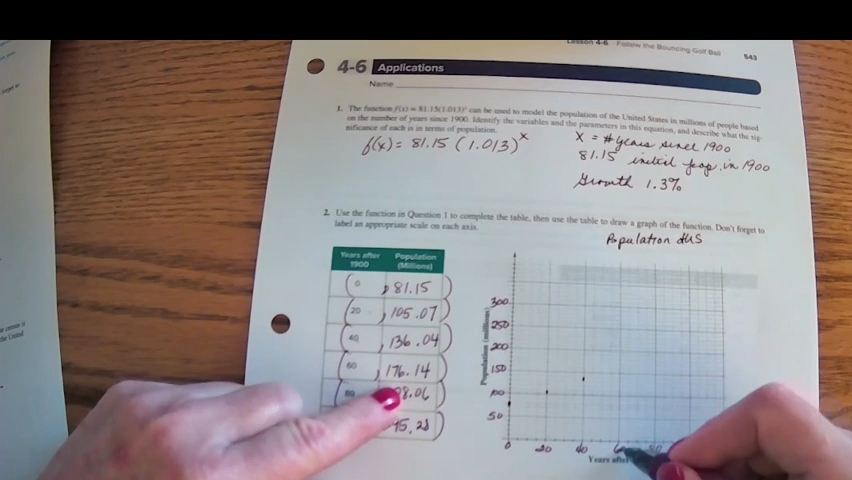 Lesson 4-6 Follow the Bouncing Golf Ball 543
4-6 Applications
Name
1. The function f(x) = 81.15(1.013)ˣ can be used to model the population of the United States in millions of people based
on the number of years since 1900. Identify the variables and the parameters in this equation, and describe what the sig-
nificance of each is in terms of population.
f(x) = 81.15 (1.013)ˣ
X = # years since 1900
81.15 initial pop. in 1900
Growth 1.3%
2. Use the function in Question 1 to complete the table, then use the table to draw a graph of the function. Don't forget to
label an appropriate scale on each axis.
Population
Years after 1900 Population (Millions)
(0 , 81.15)
(20 , 105.07)
(40 , 136.04)
(60 , 176.14)
(80 8.06)
45.28)
Population (millions)
300
250
200
150
100
50
0 20 40 60 80
Years after